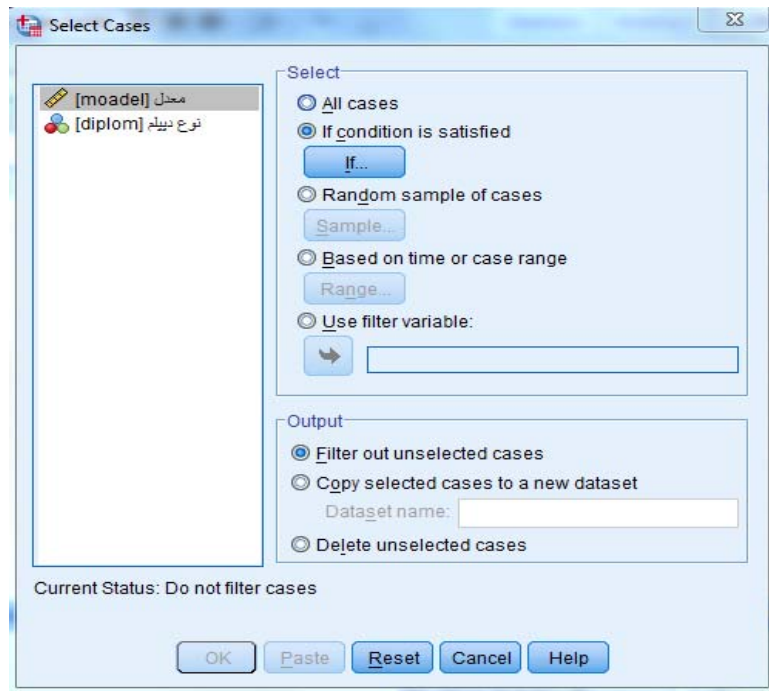 Select Cases
معدل [moadel]
نوع دیپلم [diplom]
Select
All cases
If condition is satisfied
If...
Random sample of cases
Sample...
Based on time or case range
Range...
Use filter variable:
Output
Filter out unselected cases
Copy selected cases to a new dataset
Dataset name:
Delete unselected cases
Current Status: Do not filter cases
OK Paste Reset Cancel Help